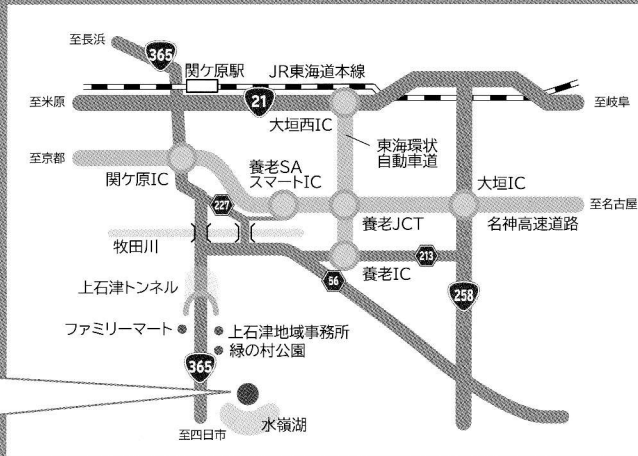 至長浜
365
関ケ原駅
JR東海道本線
至米原
21
至岐阜
大垣西IC
東海環状
自動車道
至京都
関ケ原IC
養老SA
スマートIC
大垣IC
227
養老JCT
名神高速道路
至名古屋
牧田川
213
養老IC
56
258
上石津トンネル
ファミリーマート
上石津地域事務所
緑の村公園
365
水嶺湖
至四日市